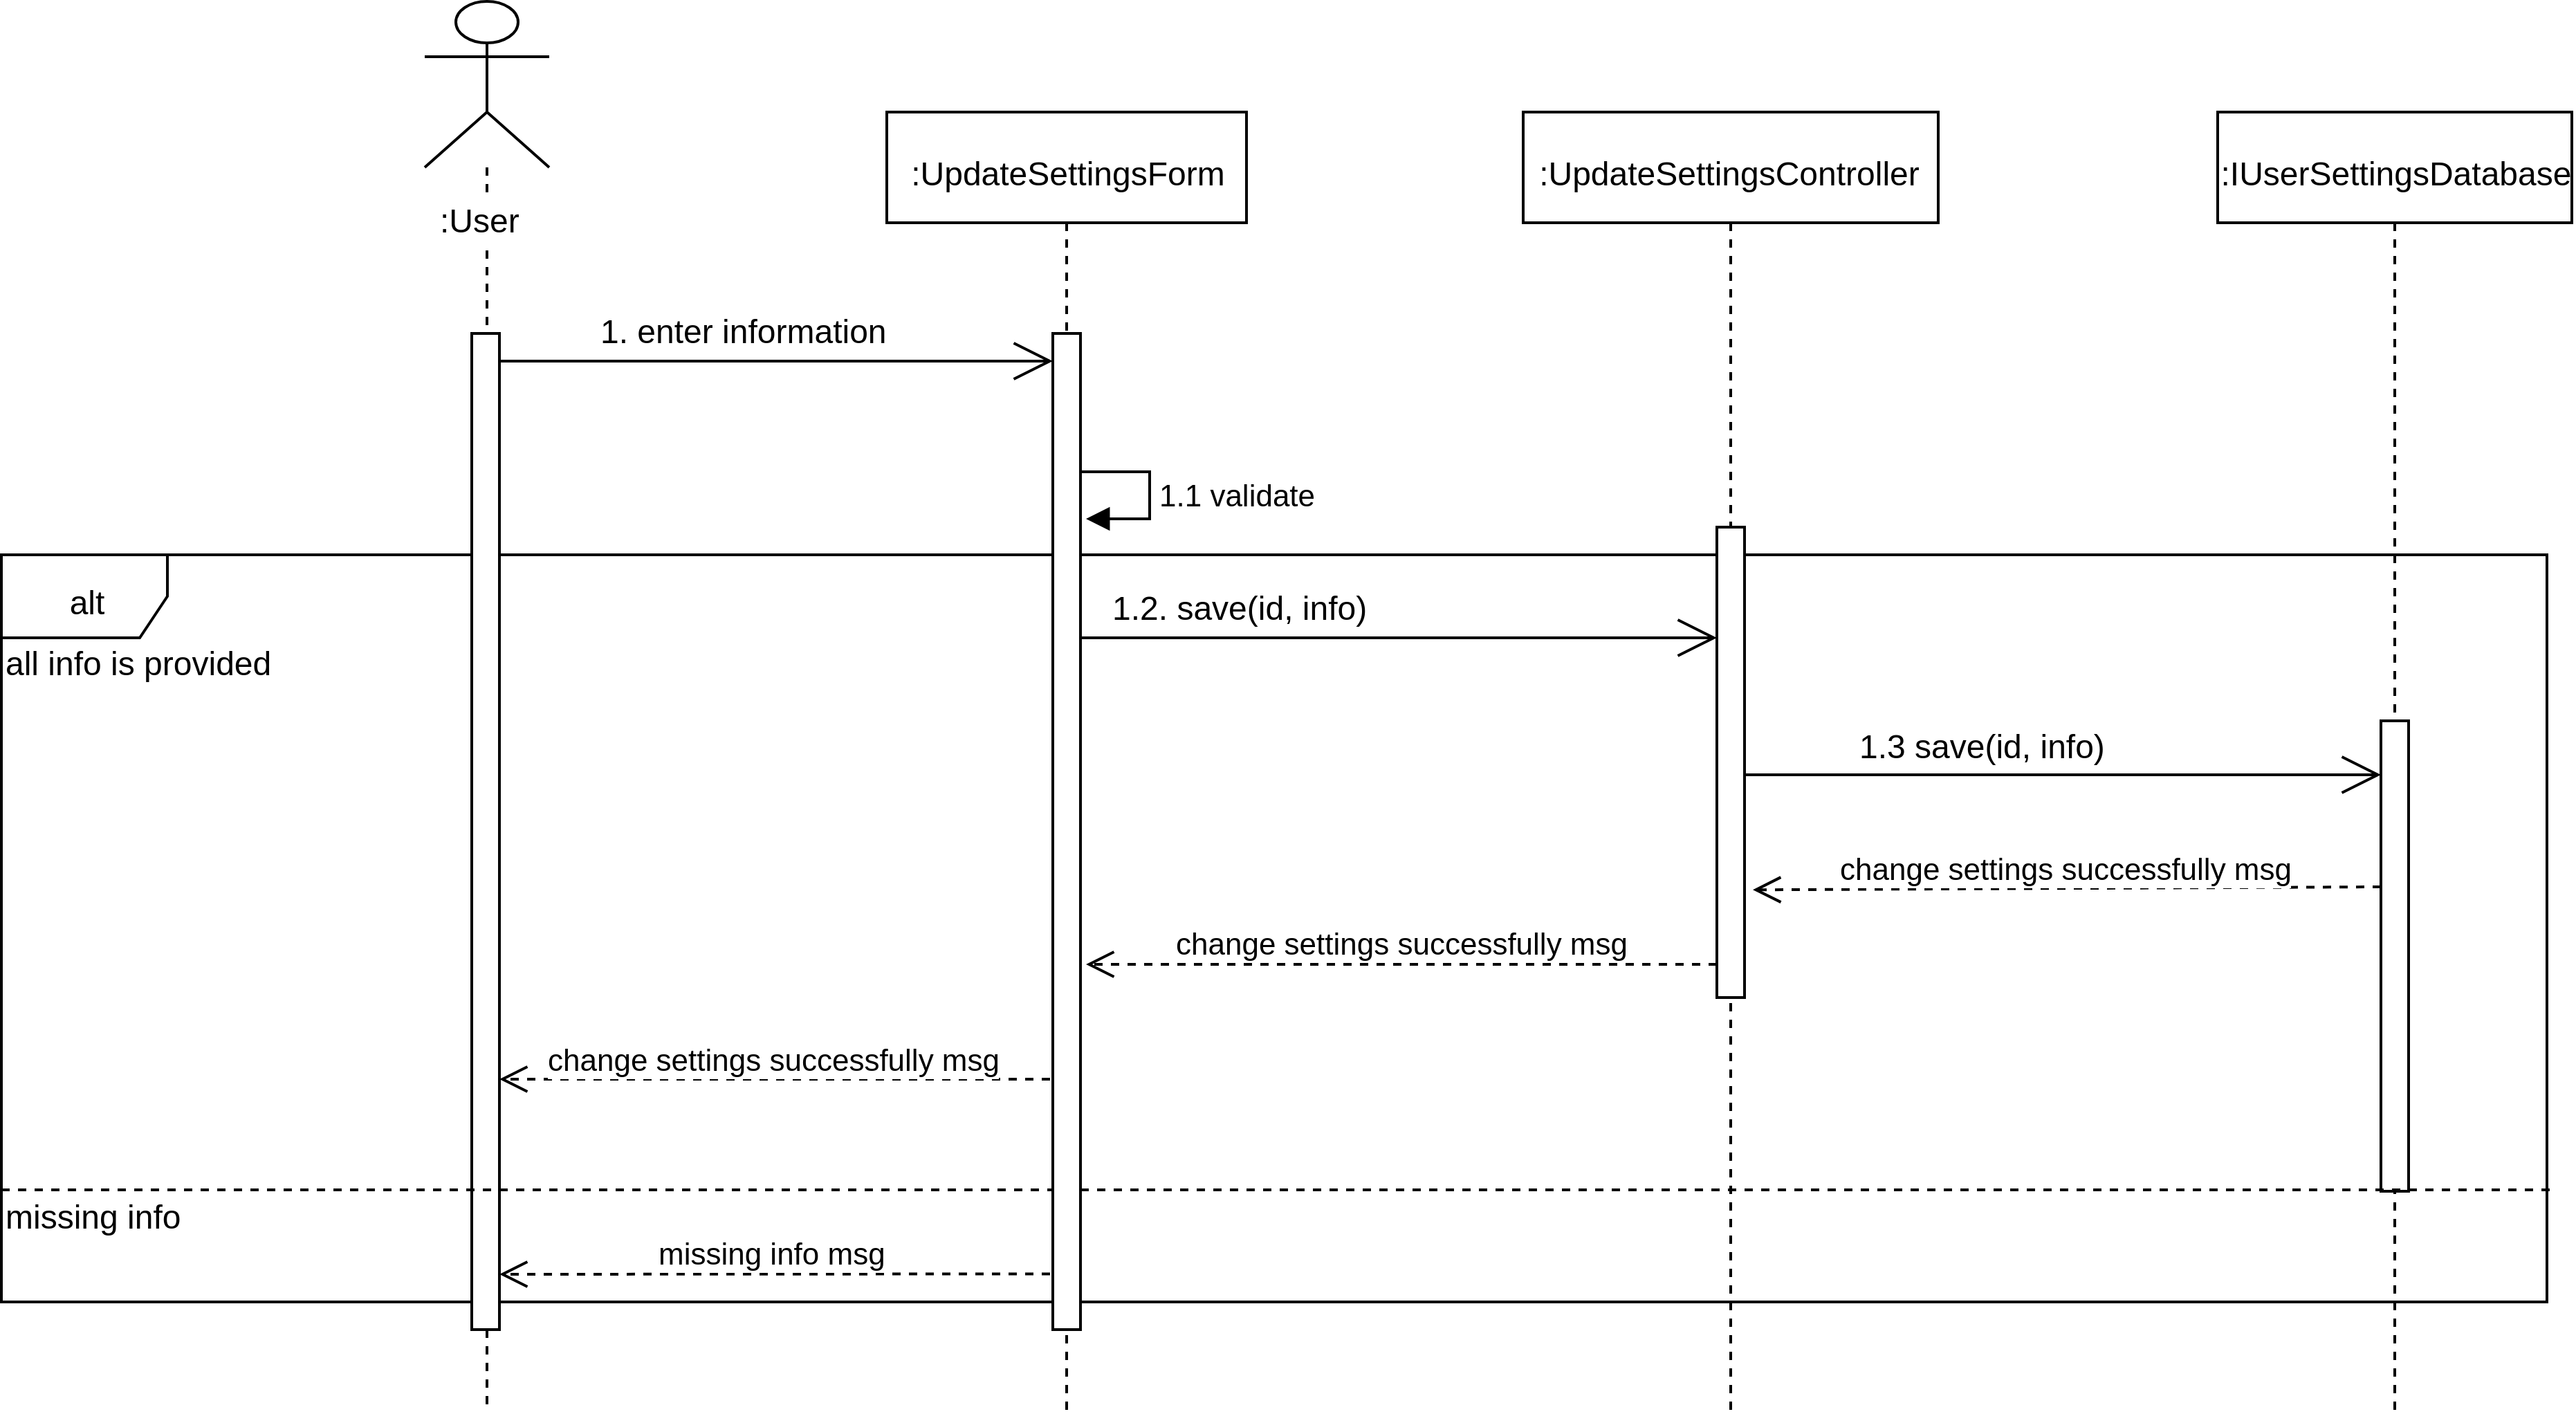 :User
:UpdateSettingsForm
:UpdateSettingsController
:IUserSettingsDatabase
1. enter information
1.1 validate
alt
all info is provided
1.2. save(id, info)
1.3 save(id, info)
change settings successfully msg
change settings successfully msg
change settings successfully msg
missing info
missing info msg